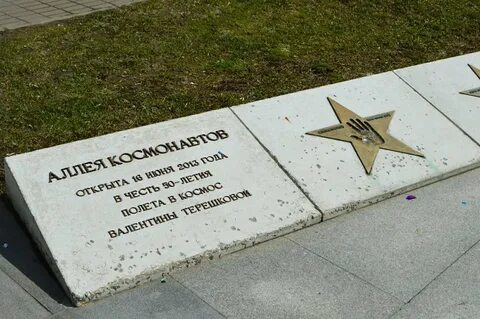 АЛЛЕЯ КОСМОНАВТОВ
ОТКРЫТА 16 ИЮНЯ 2013 ГОДА
В ЧЕСТЬ 50-ЛЕТИЯ
ПОЛЕТА В КОСМОС
ВАЛЕНТИНЫ ТЕРЕШКОВОЙ